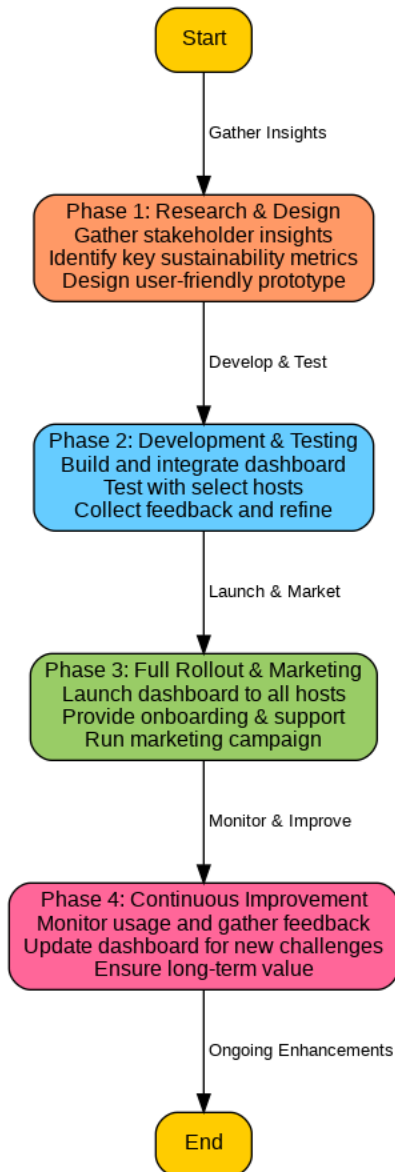 Start
Gather Insights
Phase 1: Research & Design
Gather stakeholder insights
Identify key sustainability metrics
Design user-friendly prototype
Develop & Test
Phase 2: Development & Testing
Build and integrate dashboard
Test with select hosts
Collect feedback and refine
Launch & Market
Phase 3: Full Rollout & Marketing
Launch dashboard to all hosts
Provide onboarding & support
Run marketing campaign
Monitor & Improve
Phase 4: Continuous Improvement
Monitor usage and gather feedback
Update dashboard for new challenges
Ensure long-term value
Ongoing Enhancements
End